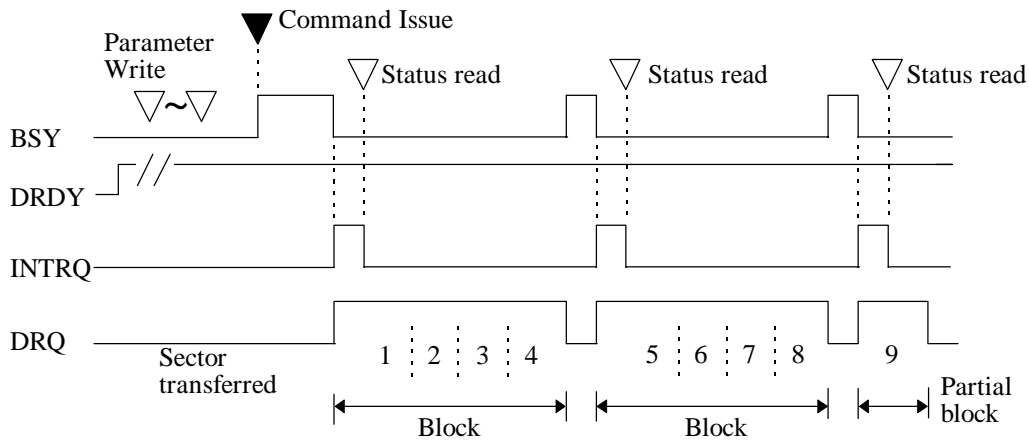 Command Issue
Parameter
Write
Status read
Status read
Status read
~
BSY
DRDY
INTRQ
DRQ
1 2 3 4 5 6 7 8 9
Sector
transferred
Block
Block
Partial
block